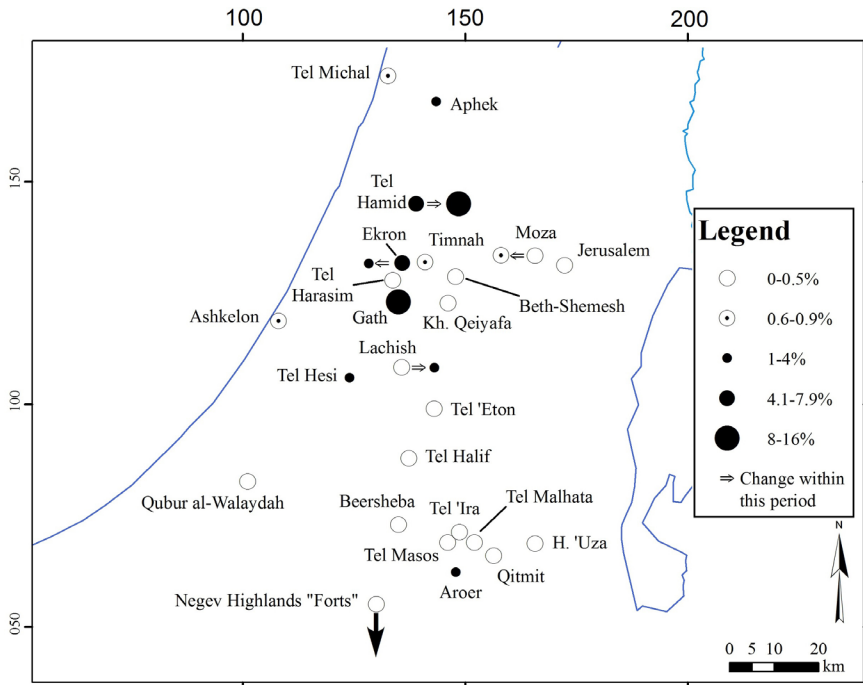 100 150 200
Tel Michal
Aphek
150
Tel
Hamid
Ekron
Timnah
Moza
Jerusalem
Tel
Harasim
Beth-Shemesh
Gath
Kh. Qeiyafa
Ashkelon
Lachish
Tel Hesi
100
Tel 'Eton
Tel Halif
Qubur al-Walaydah
Beersheba
Tel 'Ira
Tel Malhata
Tel Masos
H. 'Uza
Qitmit
Aroer
Negev Highlands "Forts"
050
Legend
0-0.5%
0.6-0.9%
1-4%
4.1-7.9%
8-16%
⇒ Change within
this period
N
0 5 10 20
km